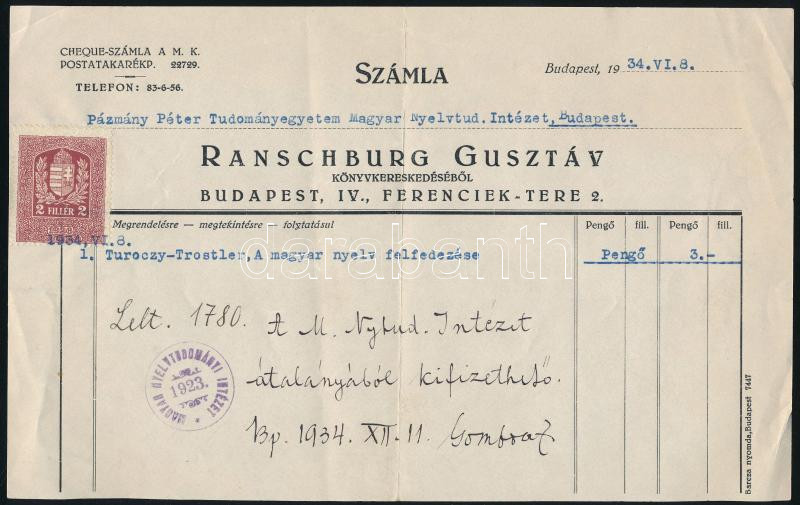 CHEQUE-SZÁMLA A M. K.
POSTATAKARÉKP. 22729.
TELEFON: 83-6-56.
SZÁMLA
Budapest, 19 34.VI.8.
Pázmány Péter Tudományegyetem Magyar Nyelvtud. Intézet, Budapest.
RANSCHBURG GUSZTÁV
KÖNYVKERESKEDÉSÉBŐL
BUDAPEST, IV., FERENCIEK-TERE 2.
2 FILLÉR 2
Megrendelésre — megtekintésre — folytatásul
Pengő fill. Pengő fill.
1934.VI.8.
1. Turoczy-Trostler, A magyar nyelv felfedezése Pengő 3.-
Lelt. 1780.
A M. Nytud. Intézet
átalányából kifizethető.
Bp. 1934. XII. 11. Gombocz
MAGYAR NYELVTUDOMÁNYI INTÉZET
1923.
Barcza nyomda, Budapest 7447
darabanth